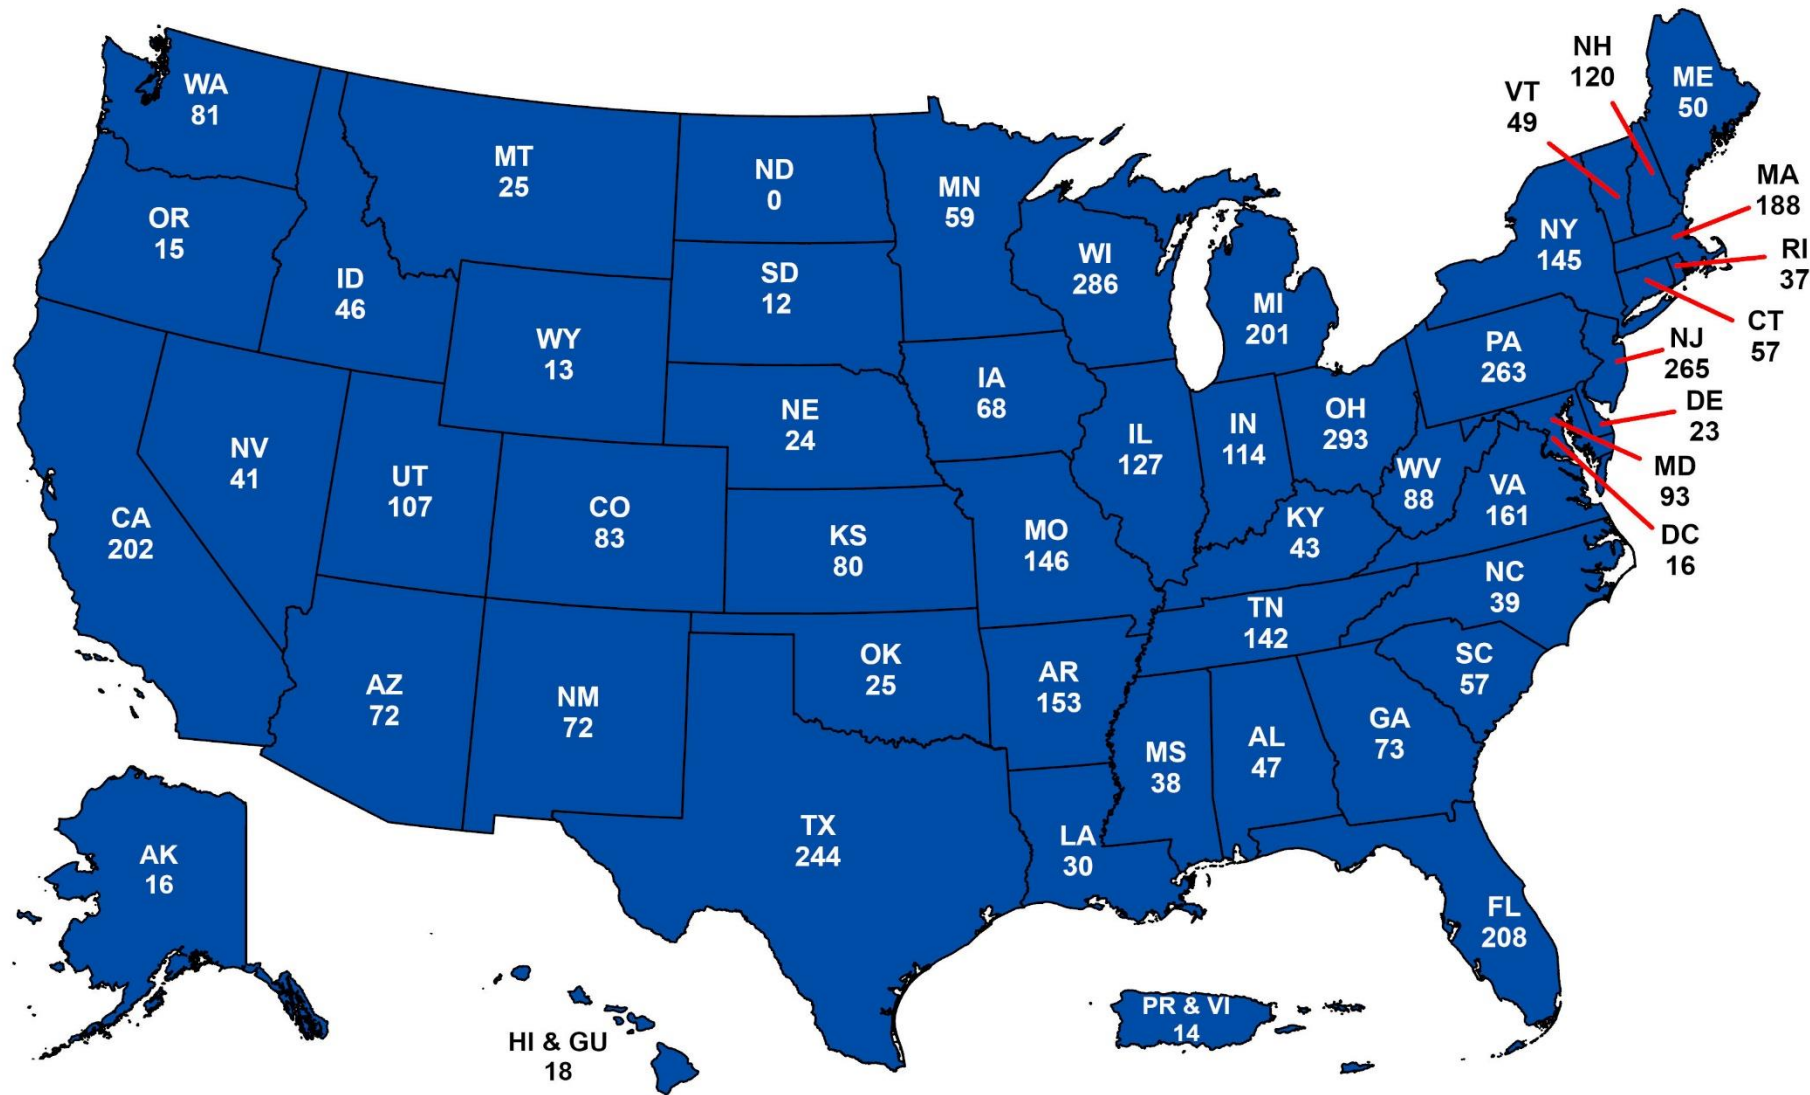 WA
81
OR
15
CA
202
NV
41
ID
46
MT
25
WY
13
UT
107
AZ
72
CO
83
NM
72
ND
0
SD
12
NE
24
KS
80
OK
25
TX
244
MN
59
IA
68
MO
146
AR
153
LA
30
WI
286
IL
127
MI
201
IN
114
OH
293
KY
43
TN
142
MS
38
AL
47
GA
73
FL
208
SC
57
NC
39
VA
161
WV
88
PA
263
NY
145
VT
49
NH
120
ME
50
MA
188
RI
37
CT
57
NJ
265
DE
23
MD
93
DC
16
AK
16
HI & GU
18
PR & VI
14